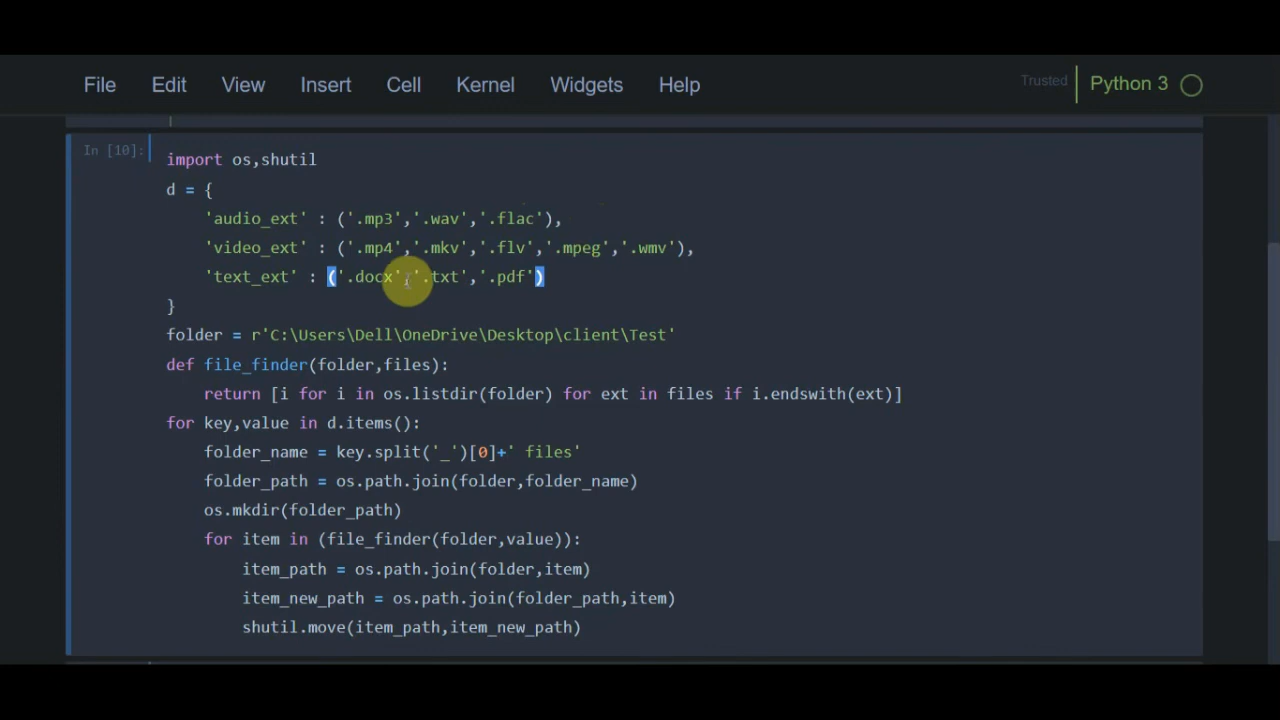 File Edit View Insert Cell Kernel Widgets Help Trusted Python 3
In [10]:
import os,shutil
d = {
'audio_ext' : ('.mp3','.wav','.flac'),
'video_ext' : ('.mp4','.mkv','.flv','.mpeg','.wmv'),
'text_ext' : ('.docx','.txt','.pdf')
}
folder = r'C:\Users\Dell\OneDrive\Desktop\client\Test'
def file_finder(folder,files):
return [i for i in os.listdir(folder) for ext in files if i.endswith(ext)]
for key,value in d.items():
folder_name = key.split('_')[0]+' files'
folder_path = os.path.join(folder,folder_name)
os.mkdir(folder_path)
for item in (file_finder(folder,value)):
item_path = os.path.join(folder,item)
item_new_path = os.path.join(folder_path,item)
shutil.move(item_path,item_new_path)